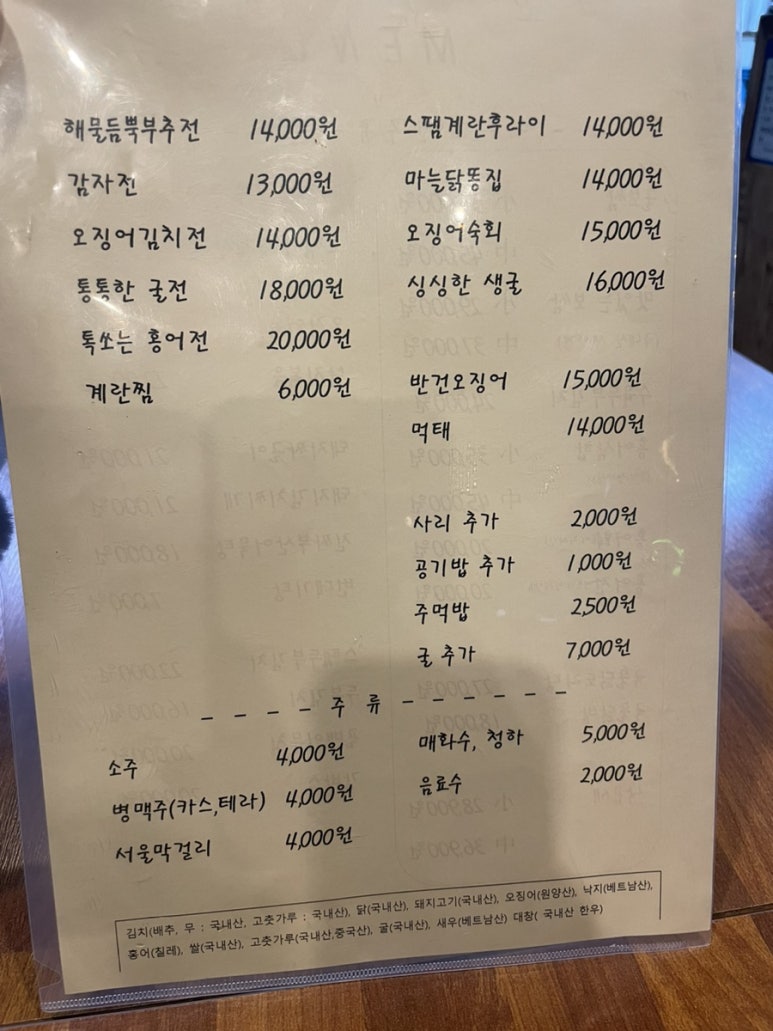 해물듬뿍부추전 14,000원
감자전 13,000원
오징어김치전 14,000원
통통한 굴전 18,000원
톡쏘는 홍어전 20,000원
계란찜 6,000원
스팸계란후라이 14,000원
마늘닭똥집 14,000원
오징어숙회 15,000원
싱싱한 생굴 16,000원
반건오징어 15,000원
먹태 14,000원
사리 추가 2,000원
공기밥 추가 1,000원
주먹밥 2,500원
굴 추가 7,000원
- - - - 주 류 - - - - - -
소주 4,000원
병맥주(카스,테라) 4,000원
서울막걸리 4,000원
매화수, 청하 5,000원
음료수 2,000원
김치(배추, 무 : 국내산, 고춧가루 : 국내산), 닭(국내산), 돼지고기(국내산), 오징어(원양산), 낙지(베트남산),
홍어(칠레), 쌀(국내산), 고춧가루(국내산,중국산), 굴(국내산), 새우(베트남산) 대창( 국내산 한우)